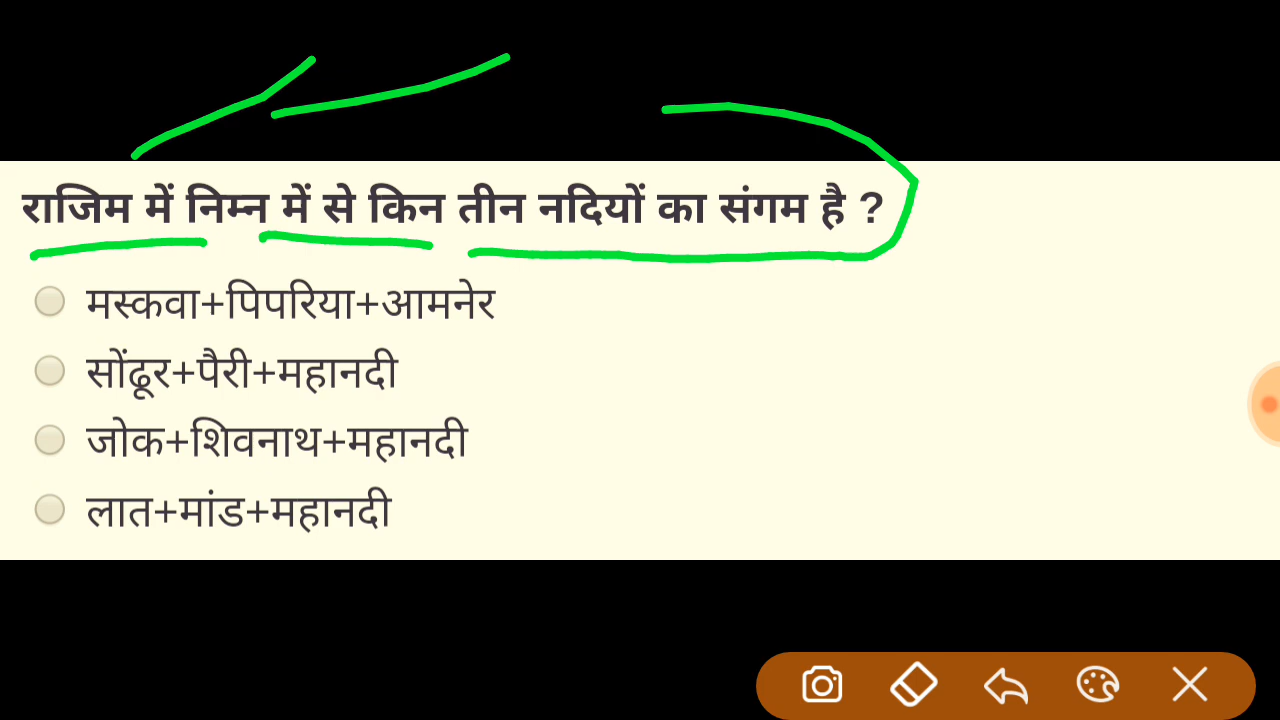 राजिम में निम्न में से किन तीन नदियों का संगम है ?
मस्कवा+पिपरिया+आमनेर
सोंढूर+पैरी+महानदी
जोक+शिवनाथ+महानदी
लात+मांड+महानदी